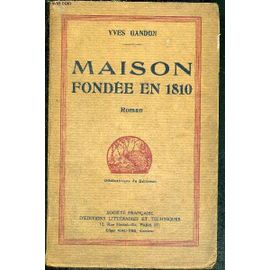 YVES GANDON
MAISON
FONDÉE EN 1810
Roman
SOCIÉTÉ FRANÇAISE
D'ÉDITIONS LITTÉRAIRES ET TECHNIQUES